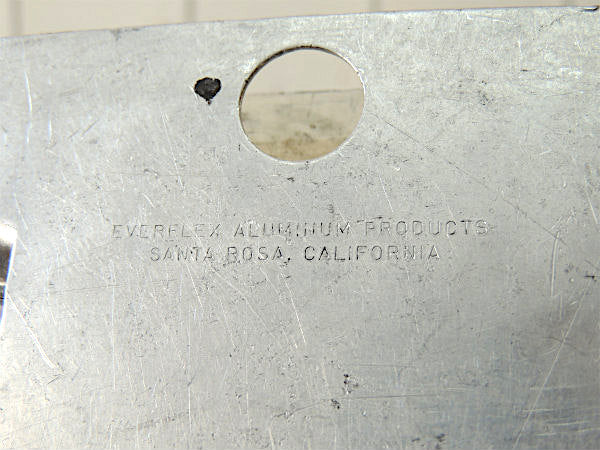 EVERFLEX ALUMINUM PRODUCTS
SANTA ROSA, CALIFORNIA